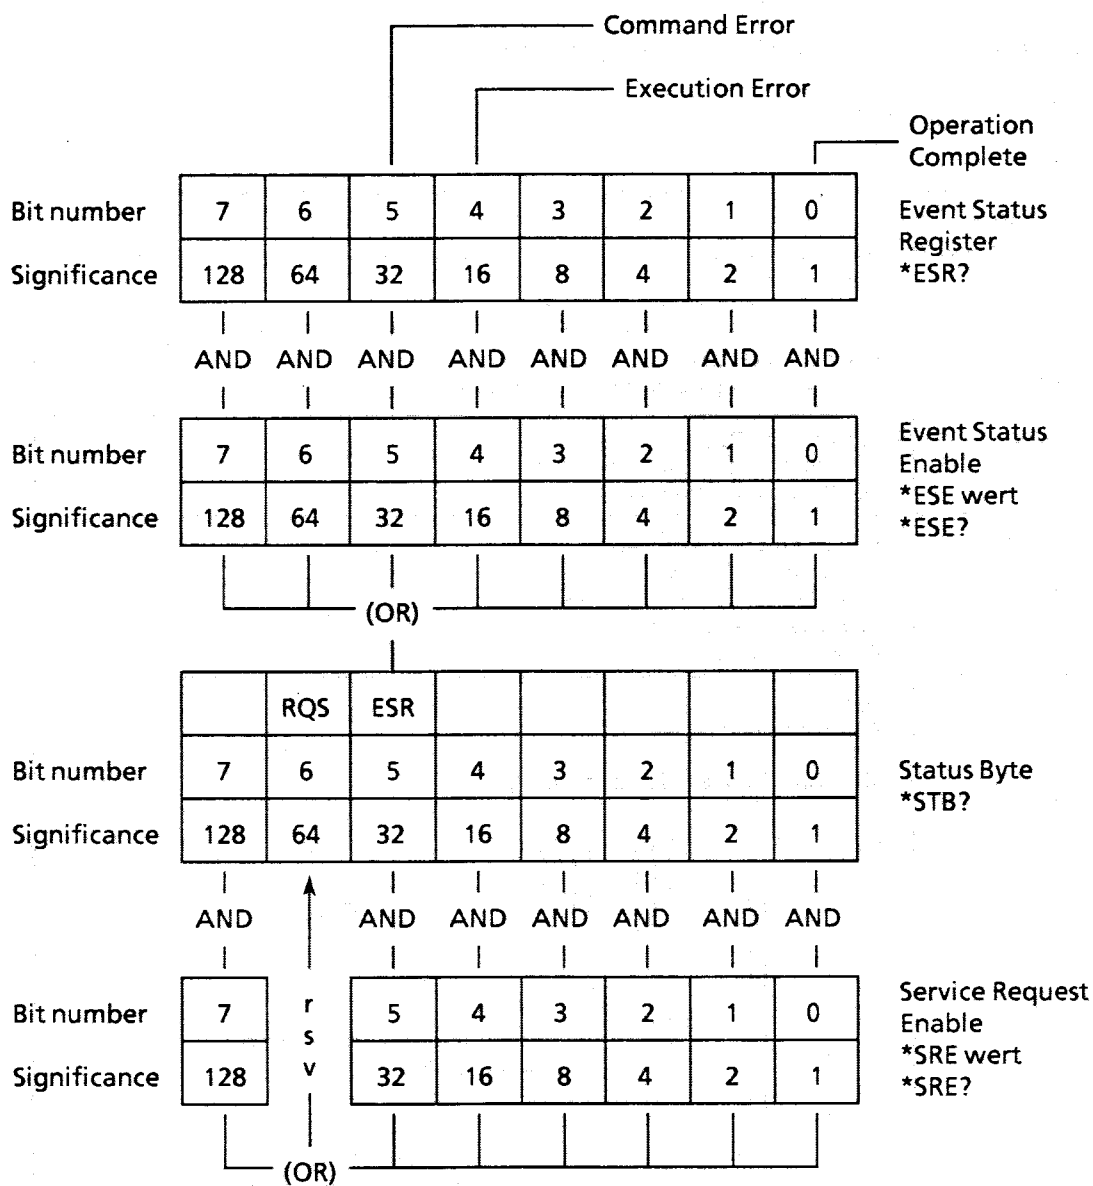 Command Error
Execution Error
Operation
Complete
Bit number 7 6 5 4 3 2 1 0
Significance 128 64 32 16 8 4 2 1
Event Status
Register
*ESR?
AND AND AND AND AND AND AND AND
Bit number 7 6 5 4 3 2 1 0
Significance 128 64 32 16 8 4 2 1
Event Status
Enable
*ESE wert
*ESE?
(OR)
RQS ESR
Bit number 7 6 5 4 3 2 1 0
Significance 128 64 32 16 8 4 2 1
Status Byte
*STB?
AND AND AND AND AND AND AND
Bit number 7 5 4 3 2 1 0
Significance 128 32 16 8 4 2 1
r
s
v
Service Request
Enable
*SRE wert
*SRE?
(OR)